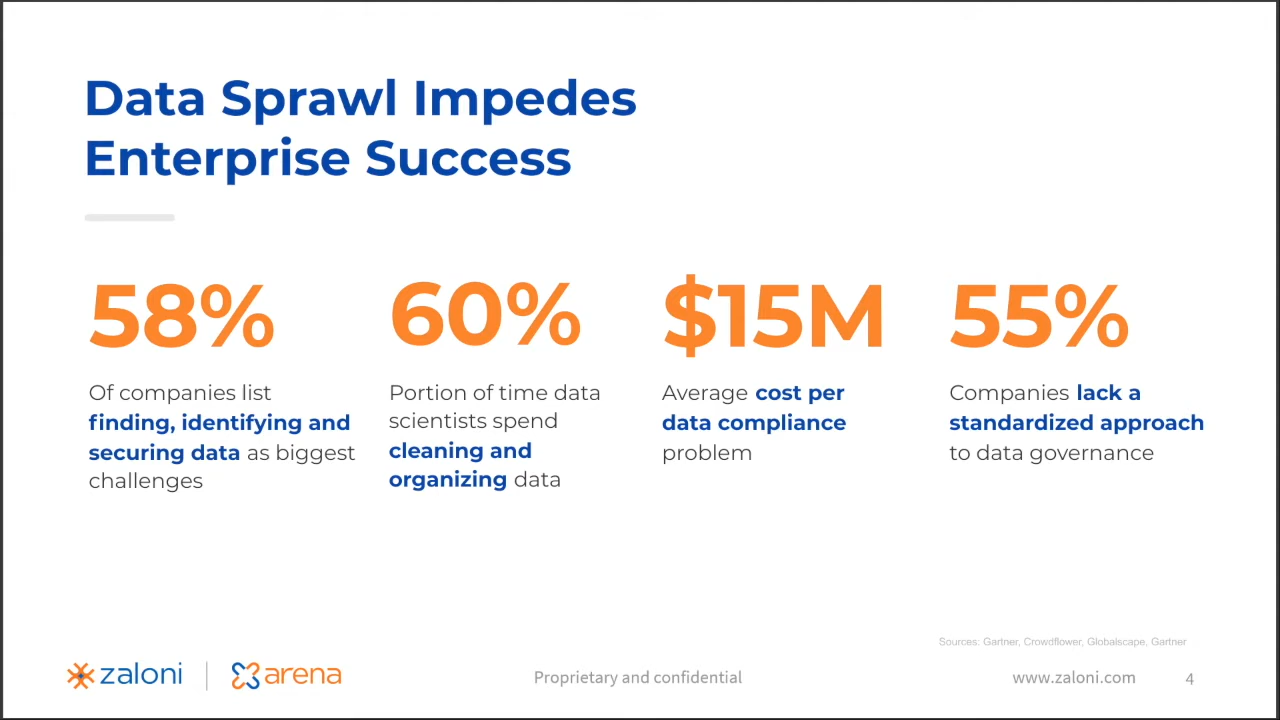 Data Sprawl Impedes
Enterprise Success
58%
Of companies list
finding, identifying and
securing data as biggest
challenges
60%
Portion of time data
scientists spend
cleaning and
organizing data
$15M
Average cost per
data compliance
problem
55%
Companies lack a
standardized approach
to data governance
Sources: Gartner, Crowdflower, Globalscape, Gartner
zaloni
arena
Proprietary and confidential
www.zaloni.com
4